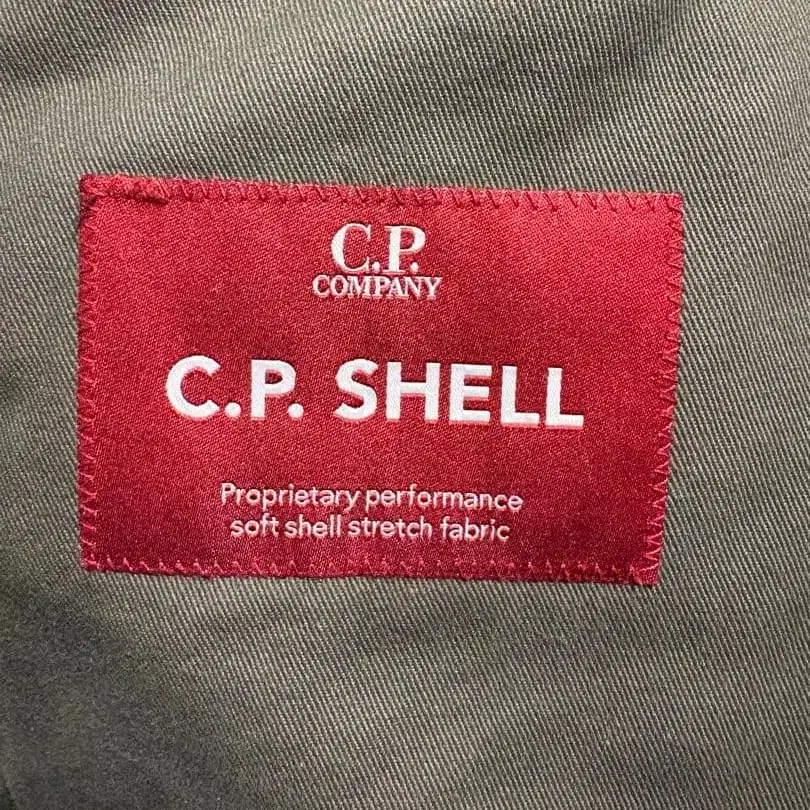 C.P.
COMPANY
C.P. SHELL
Proprietary performance
soft shell stretch fabric